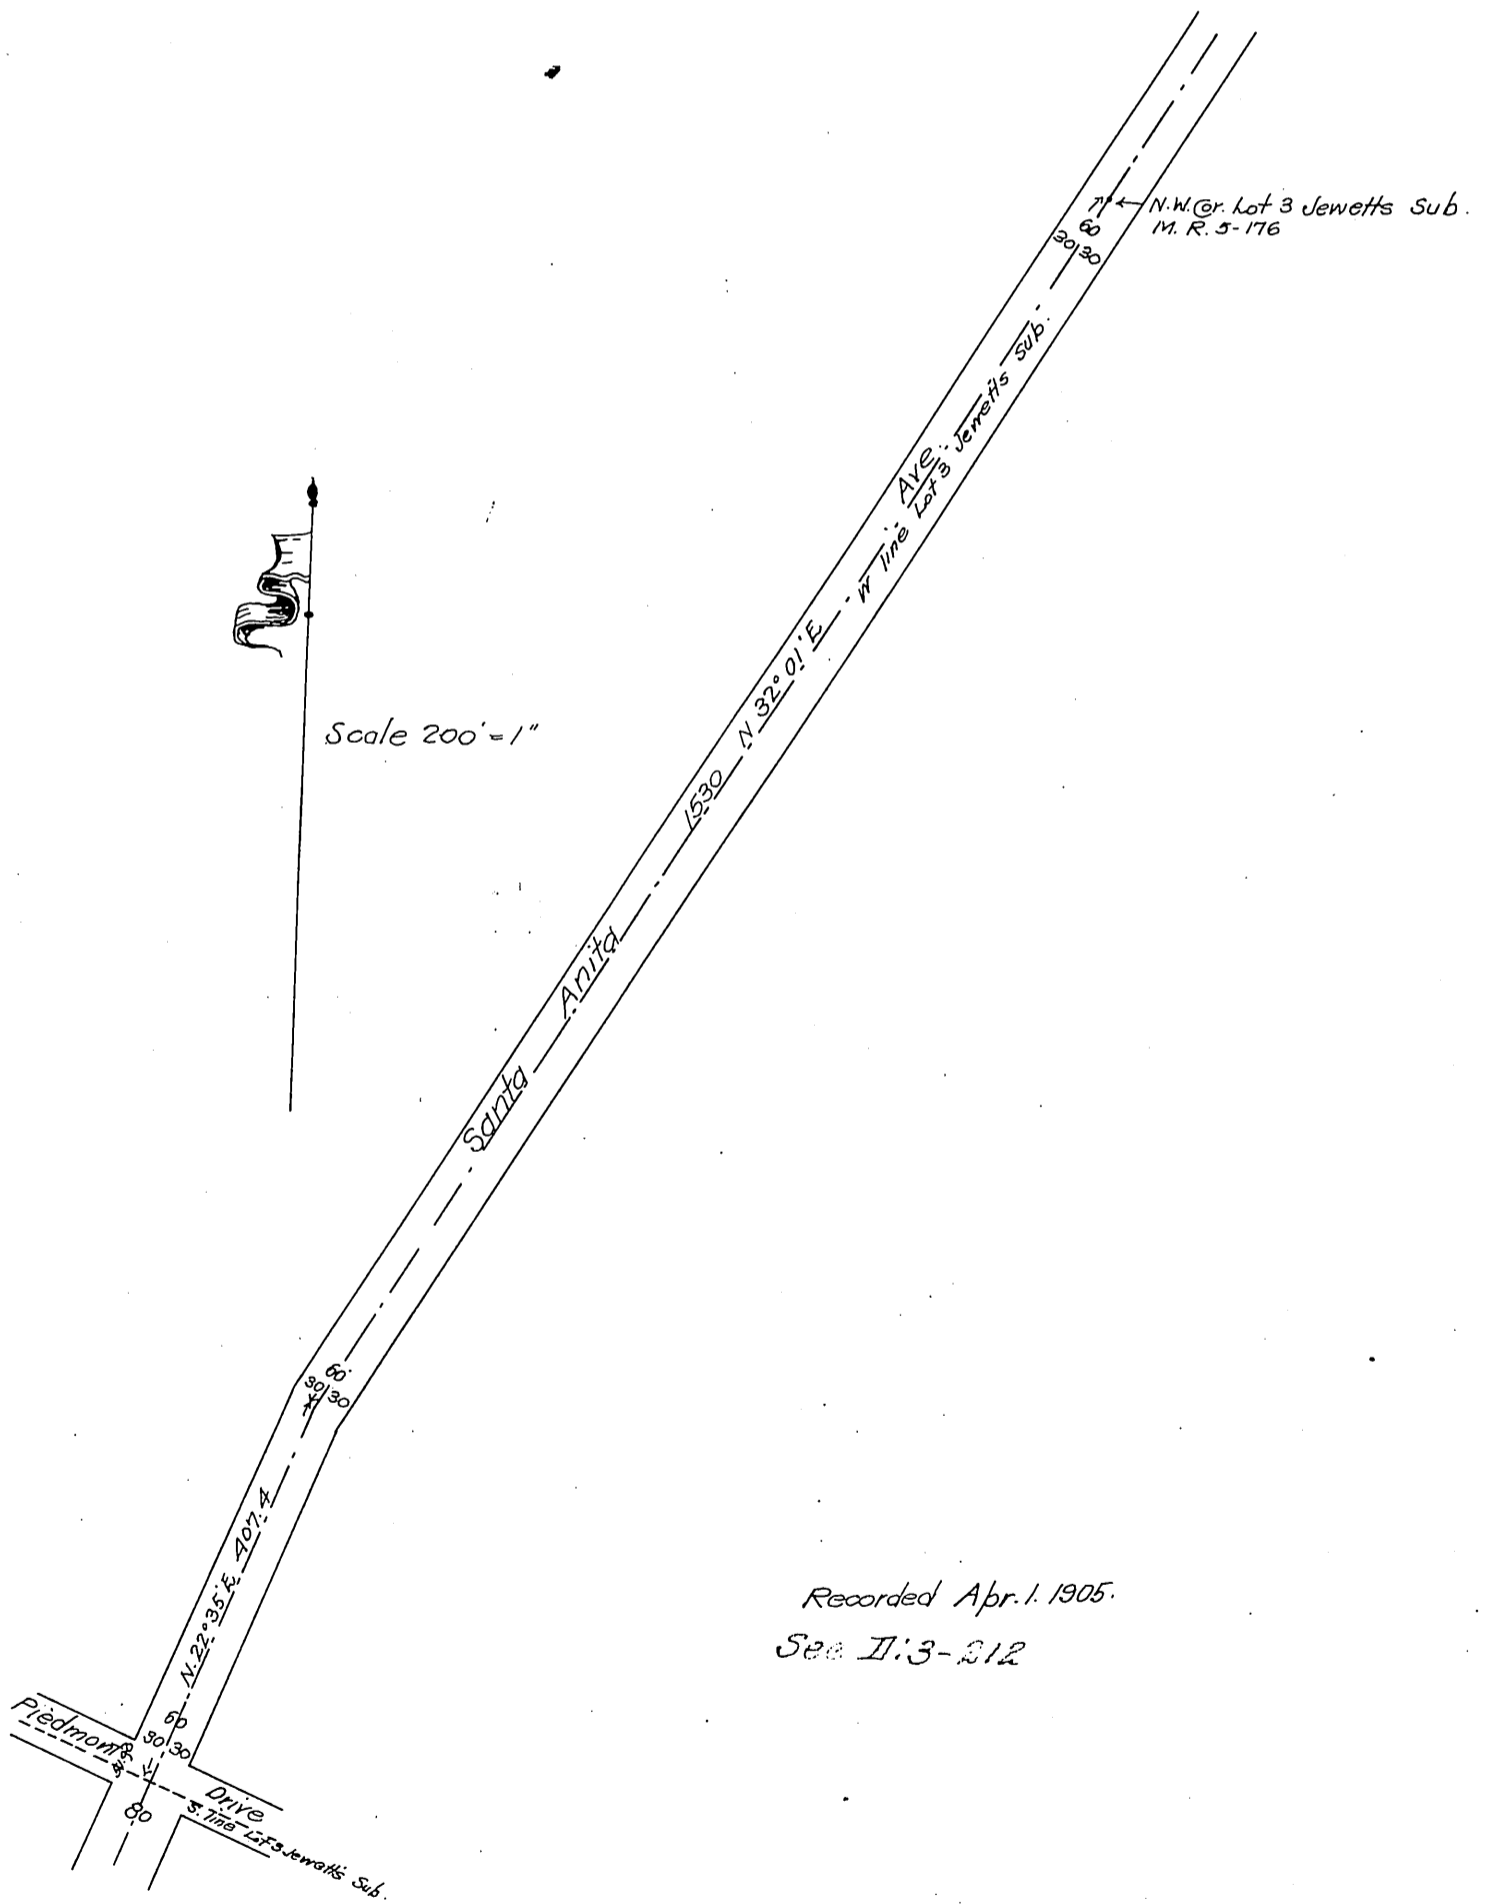 N.W. Cor. Lot 3 Jewetts Sub.
M. R. 5-176
60
30 30
Santa Anita Ave.
1530 N 32° 01' E
W line Lot 3 Jewetts Sub.
Scale 200' = 1"
60
30 30
N. 22° 35' E 407.4
Recorded Apr. 1. 1905.
See II: 3-212
60
30 30
Piedmont Drive
80
S. line Lot 3 Jewetts Sub.